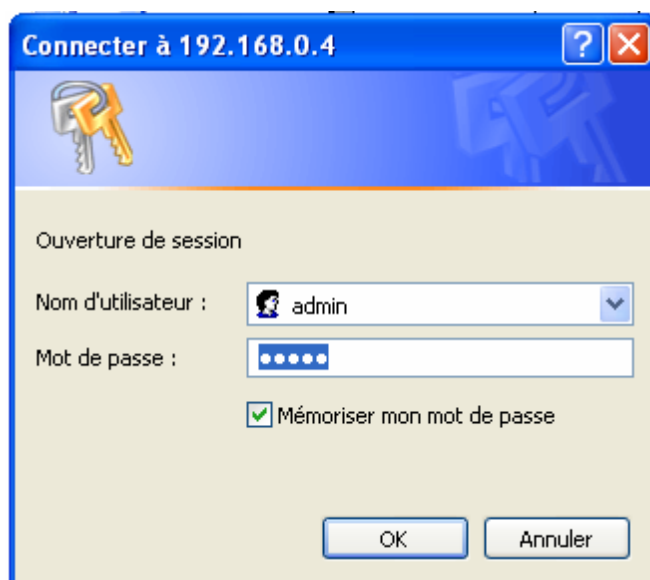 Connecter à 192.168.0.4
Ouverture de session
Nom d'utilisateur : admin
Mot de passe : •••••
Mémoriser mon mot de passe
OK Annuler